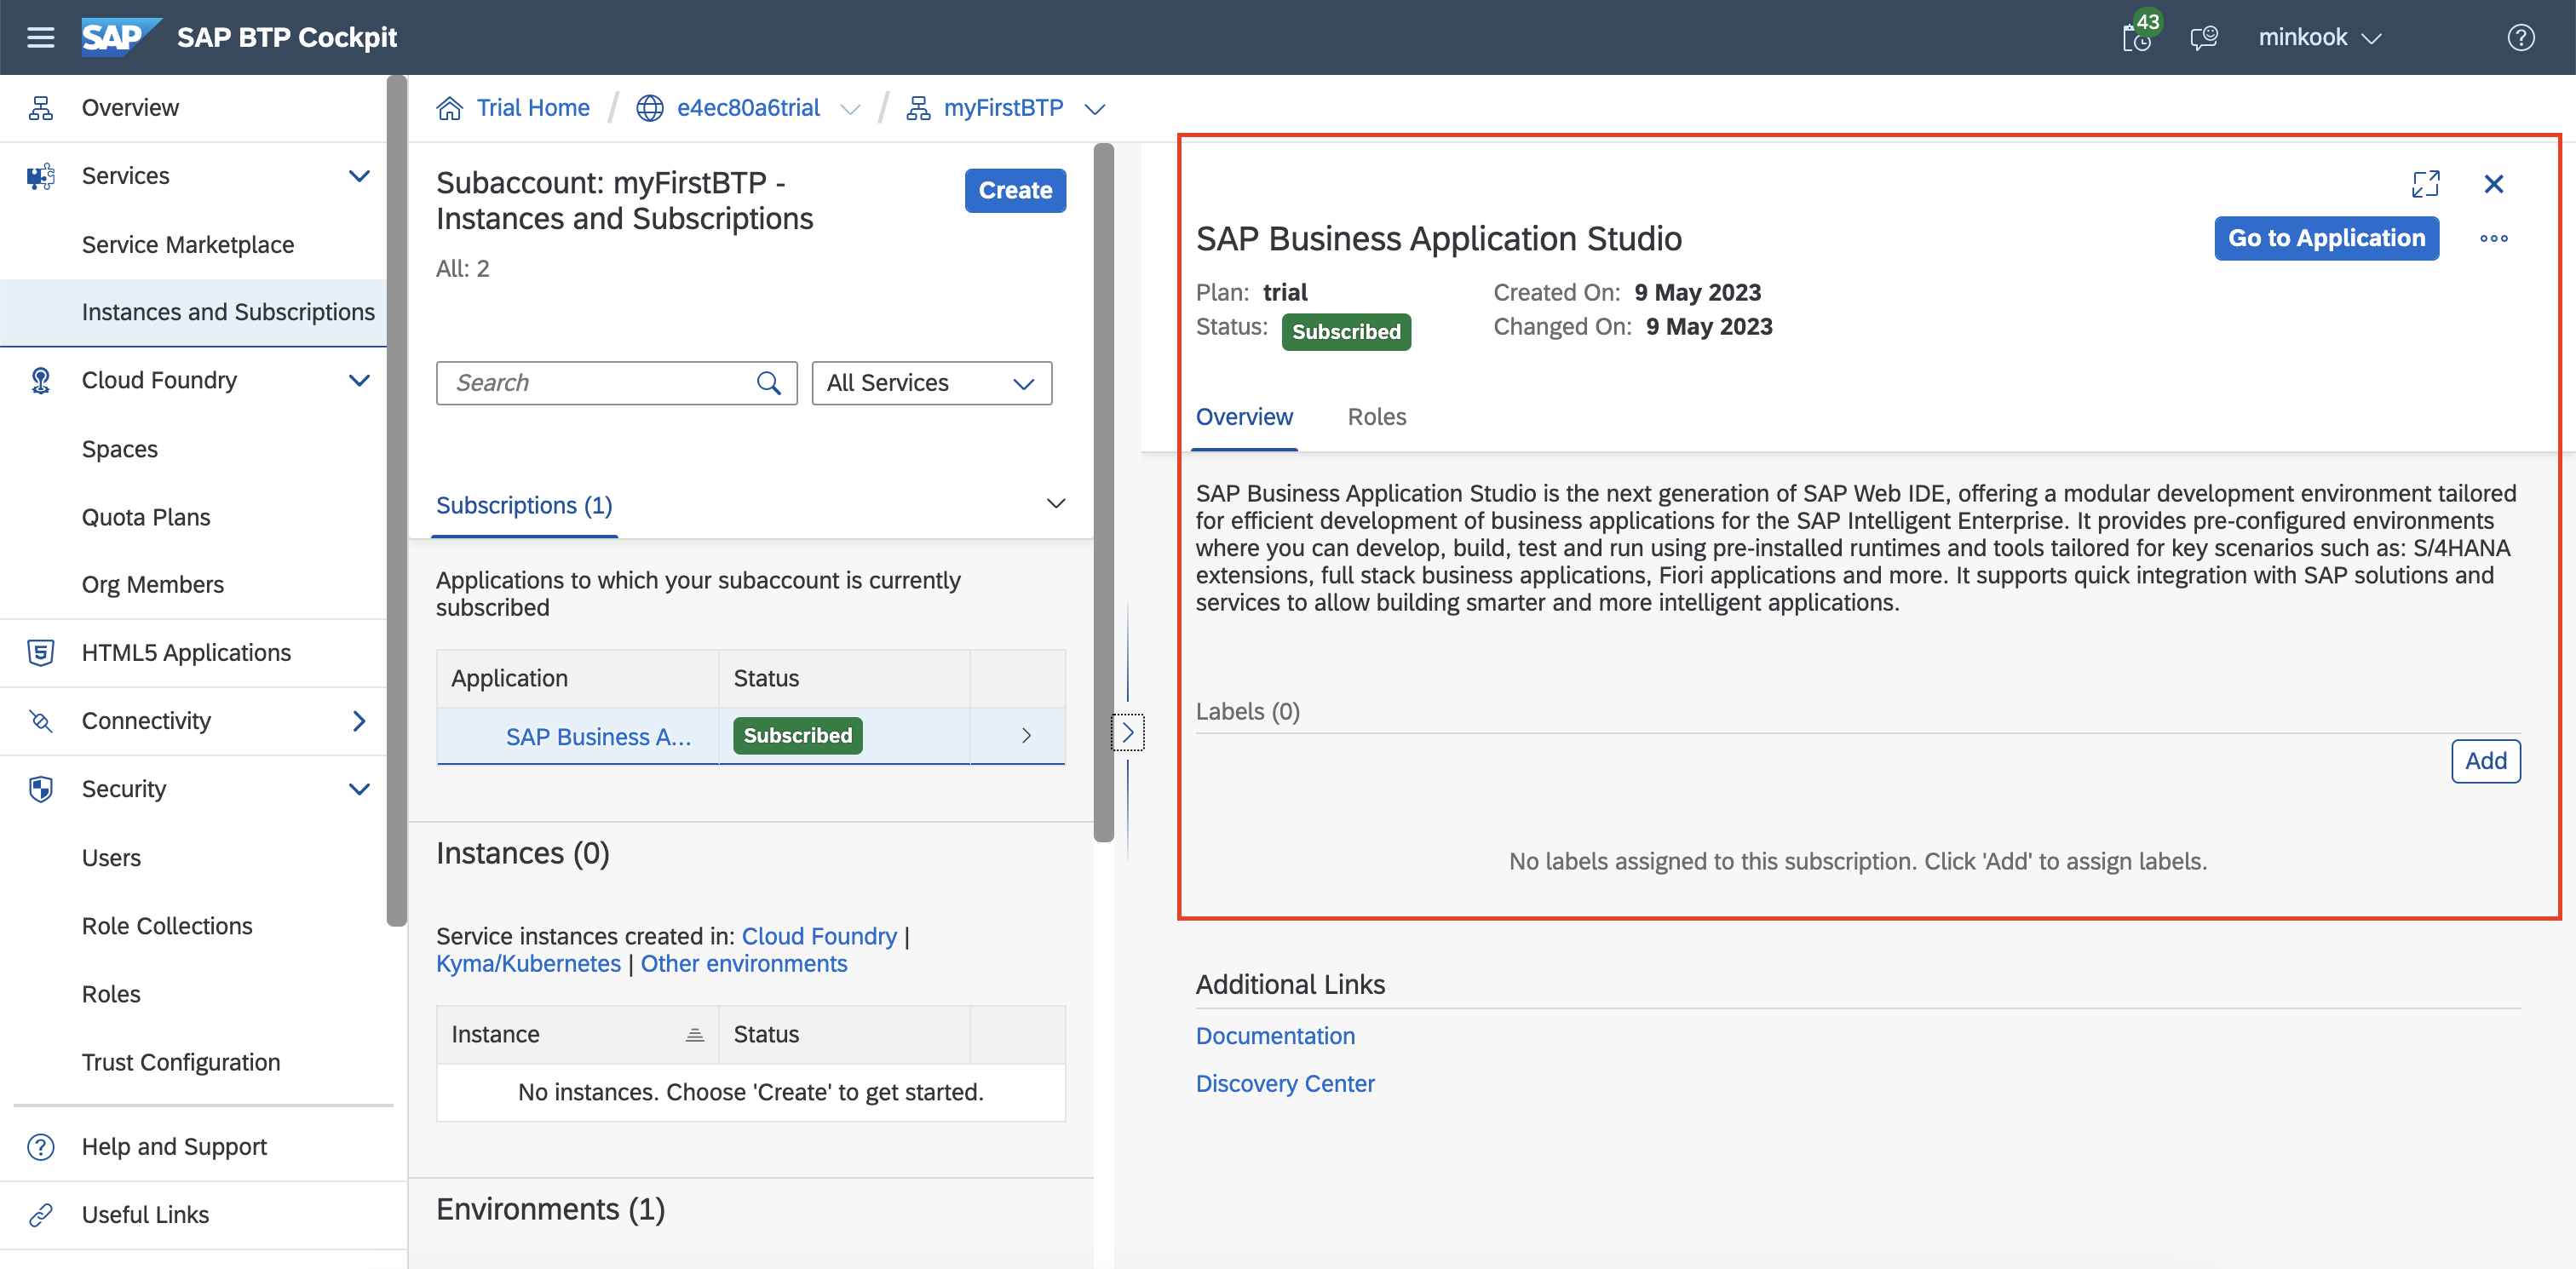 SAP SAP BTP Cockpit
43
minkook
Overview
Services
Service Marketplace
Instances and Subscriptions
Cloud Foundry
Spaces
Quota Plans
Org Members
HTML5 Applications
Connectivity
Security
Users
Role Collections
Roles
Trust Configuration
Help and Support
Useful Links
Trial Home / e4ec80a6trial / myFirstBTP
Subaccount: myFirstBTP -
Instances and Subscriptions
Create
All: 2
Search
All Services
Subscriptions (1)
Applications to which your subaccount is currently
subscribed
Application Status
SAP Business A... Subscribed
Instances (0)
Service instances created in: Cloud Foundry |
Kyma/Kubernetes | Other environments
Instance Status
No instances. Choose 'Create' to get started.
Environments (1)
SAP Business Application Studio
Go to Application
Plan: trial Created On: 9 May 2023
Status: Subscribed Changed On: 9 May 2023
Overview Roles
SAP Business Application Studio is the next generation of SAP Web IDE, offering a modular development environment tailored
for efficient development of business applications for the SAP Intelligent Enterprise. It provides pre-configured environments
where you can develop, build, test and run using pre-installed runtimes and tools tailored for key scenarios such as: S/4HANA
extensions, full stack business applications, Fiori applications and more. It supports quick integration with SAP solutions and
services to allow building smarter and more intelligent applications.
Labels (0)
Add
No labels assigned to this subscription. Click 'Add' to assign labels.
Additional Links
Documentation
Discovery Center